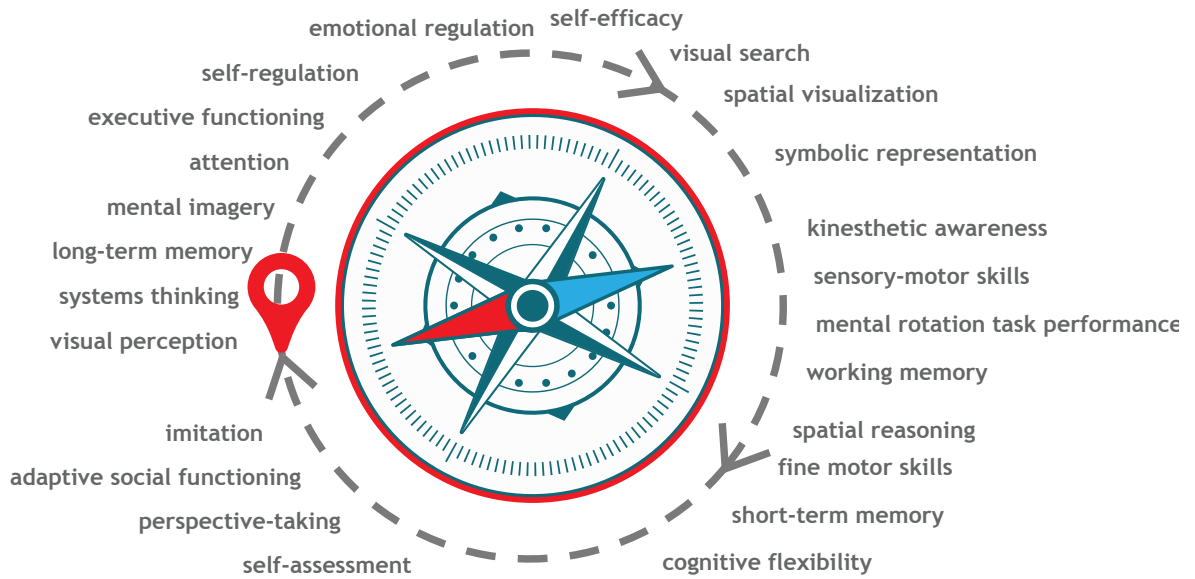 emotional regulation
self-efficacy
visual search
self-regulation
spatial visualization
executive functioning
symbolic representation
attention
mental imagery
kinesthetic awareness
long-term memory
sensory-motor skills
systems thinking
mental rotation task performance
visual perception
working memory
imitation
spatial reasoning
fine motor skills
adaptive social functioning
short-term memory
perspective-taking
cognitive flexibility
self-assessment